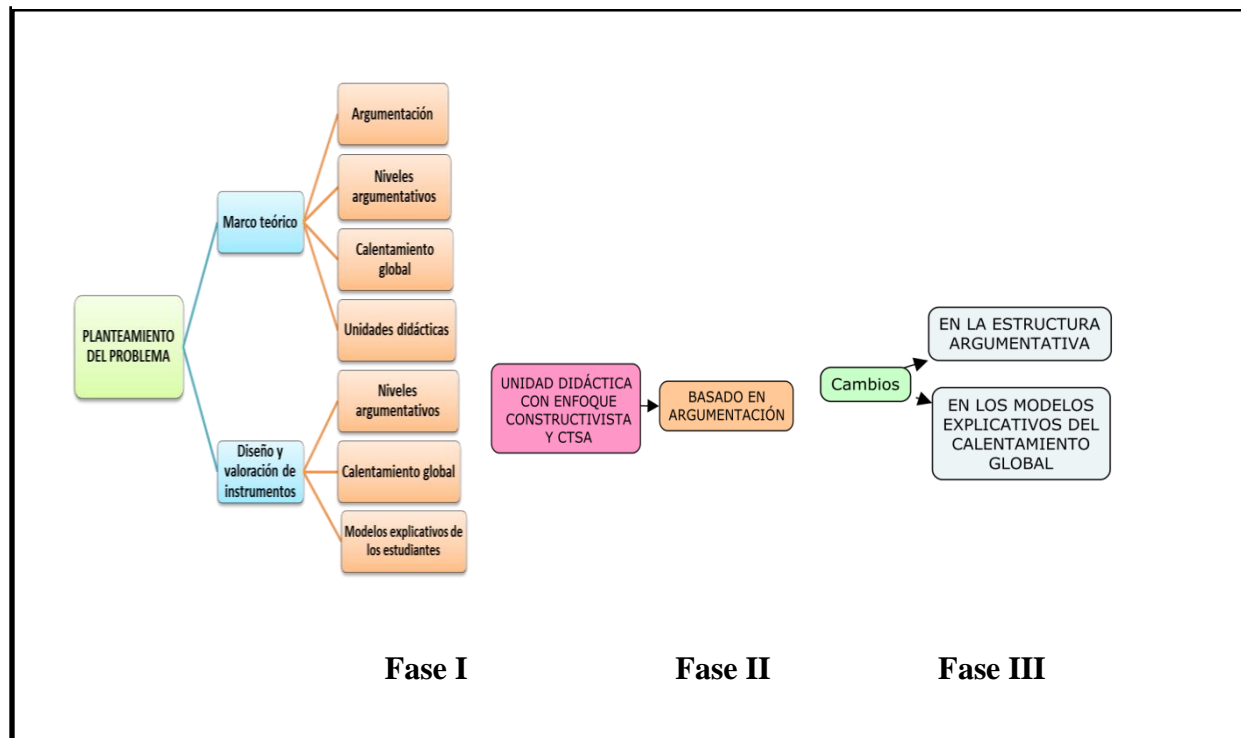 Argumentación
Niveles
argumentativos
Marco teórico
Calentamiento
global
Unidades didácticas
PLANTEAMIENTO
DEL PROBLEMA
Niveles
argumentativos
Diseño y
valoración de
instrumentos
Calentamiento global
Modelos explicativos de
los estudiantes
UNIDAD DIDÁCTICA
CON ENFOQUE
CONSTRUCTIVISTA
Y CTSA
BASADO EN
ARGUMENTACIÓN
Cambios
EN LA ESTRUCTURA
ARGUMENTATIVA
EN LOS MODELOS
EXPLICATIVOS DEL
CALENTAMIENTO
GLOBAL
Fase I
Fase II
Fase III